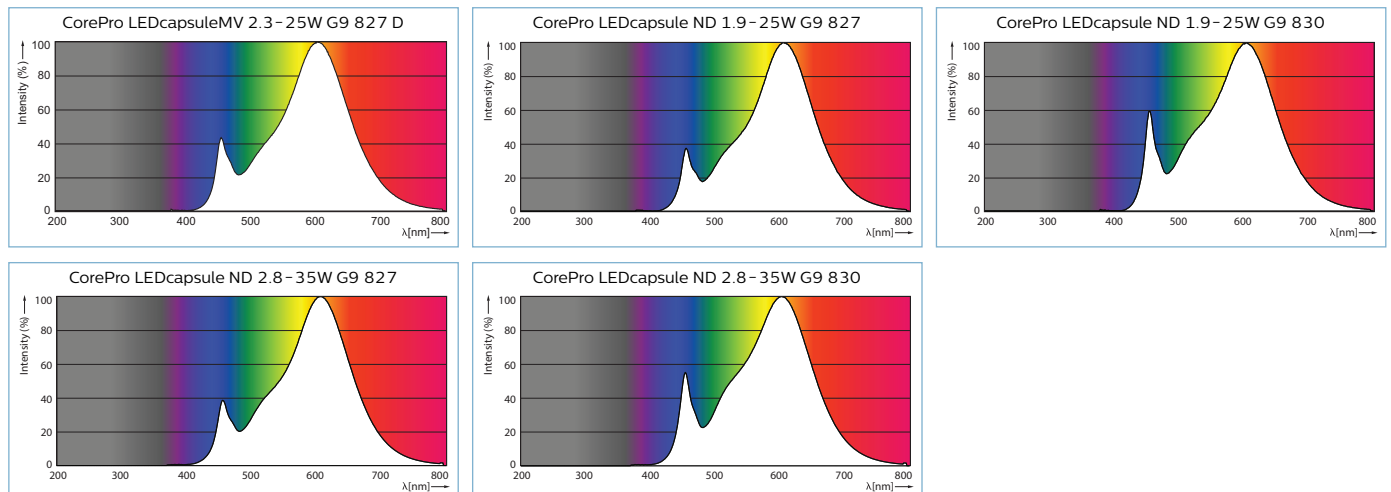 CorePro LEDcapsuleMV 2.3-25W G9 827 D
Intensity (%)
100
80
60
40
20
0
200 300 400 500 600 700 800
λ[nm]
CorePro LEDcapsule ND 1.9-25W G9 827
Intensity (%)
100
80
60
40
20
0
200 300 400 500 600 700 800
λ[nm]
CorePro LEDcapsule ND 1.9-25W G9 830
Intensity (%)
100
80
60
40
20
0
200 300 400 500 600 700 800
λ[nm]
CorePro LEDcapsule ND 2.8-35W G9 827
Intensity (%)
100
80
60
40
20
0
200 300 400 500 600 700 800
λ[nm]
CorePro LEDcapsule ND 2.8-35W G9 830
Intensity (%)
100
80
60
40
20
0
200 300 400 500 600 700 800
λ[nm]